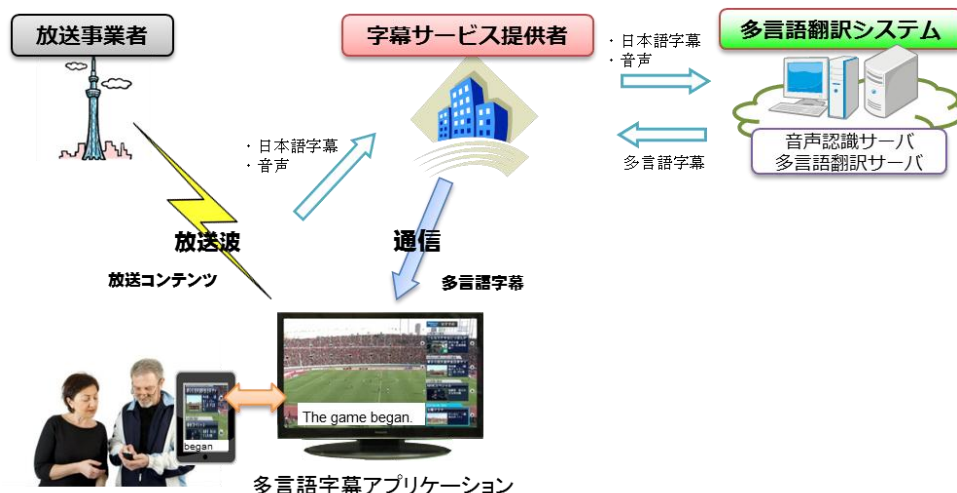 放送事業者
字幕サービス提供者
多言語翻訳システム
・日本語字幕
・音声
多言語字幕
音声認識サーバ
多言語翻訳サーバ
・日本語字幕
・音声
放送波
通信
放送コンテンツ
多言語字幕
The game began.
began
多言語字幕アプリケーション